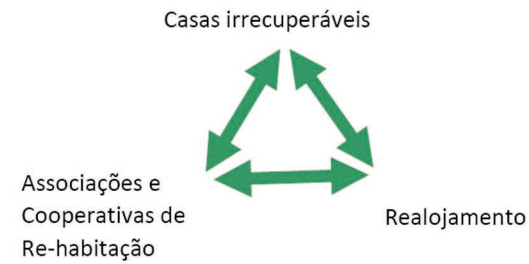 Casas irrecuperáveis
Associações e
Cooperativas de
Re-habitação
Realojamento